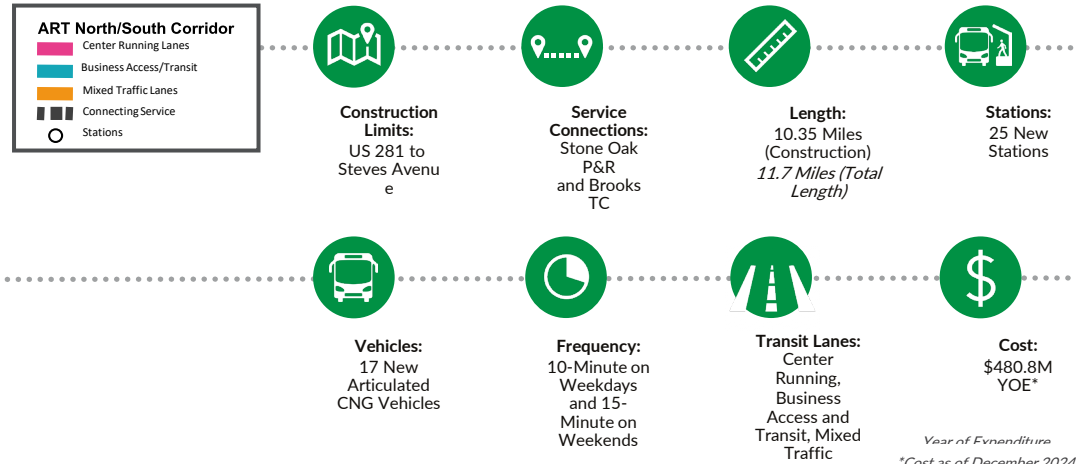 ART North/South Corridor
Center Running Lanes
Business Access/Transit
Mixed Traffic Lanes
Connecting Service
Stations
Construction
Limits:
US 281 to
Steves Avenu
e
Service
Connections:
Stone Oak
P&R
and Brooks
TC
Length:
10.35 Miles
(Construction)
11.7 Miles (Total
Length)
Stations:
25 New
Stations
Vehicles:
17 New
Articulated
CNG Vehicles
Frequency:
10-Minute on
Weekdays
and 15-
Minute on
Weekends
Transit Lanes:
Center
Running,
Business
Access and
Transit, Mixed
Traffic
Cost:
$480.8M
YOE*
Year of Expenditure
*Cost as of December 2024